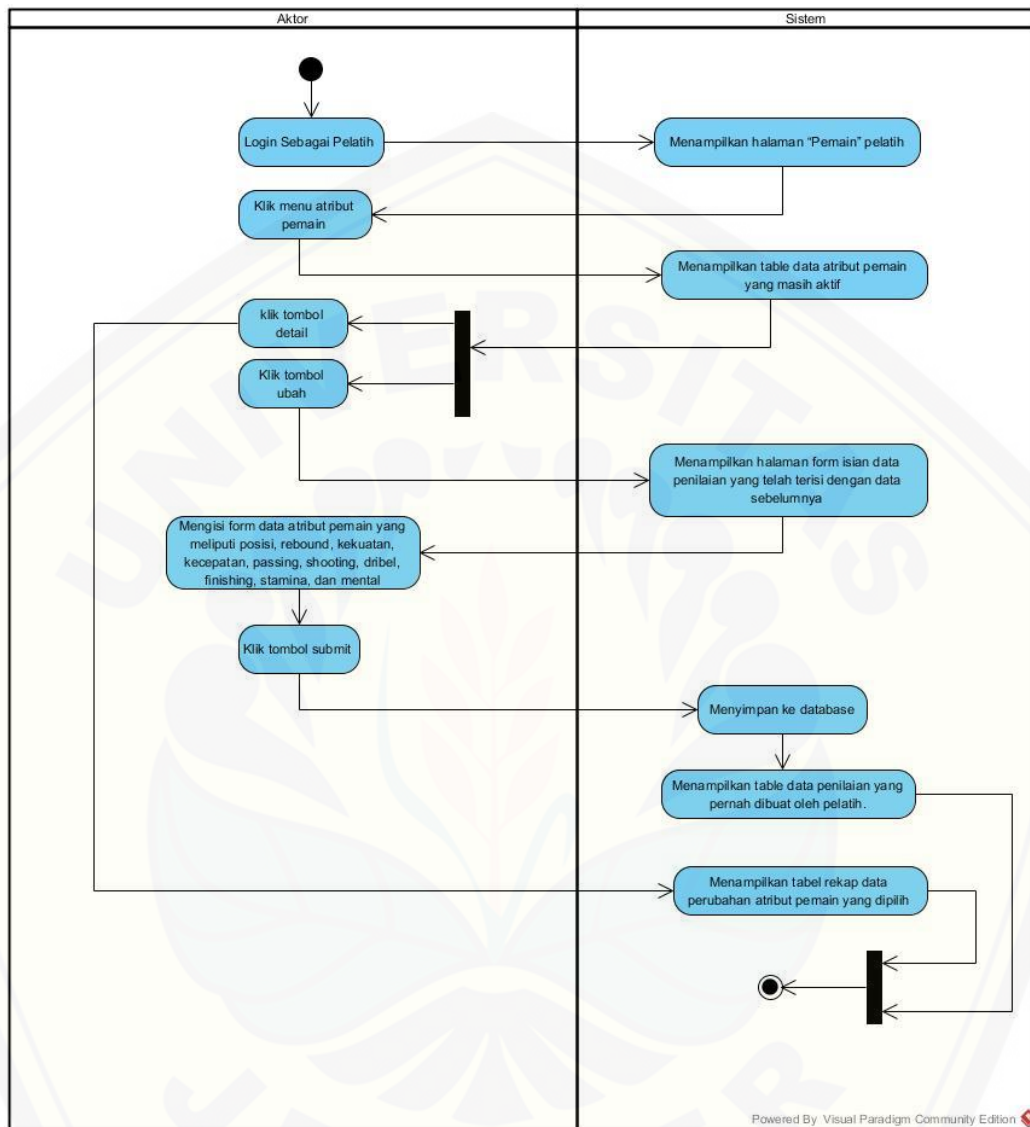 Aktor
Sistem
Login Sebagai Pelatih
Menampilkan halaman “Pemain” pelatih
Klik menu atribut
pemain
Menampilkan table data atribut pemain
yang masih aktif
klik tombol
detail
Klik tombol
ubah
Menampilkan halaman form isian data
penilaian yang telah terisi dengan data
sebelumnya
Mengisi form data atribut pemain yang
meliputi posisi, rebound, kekuatan,
kecepatan, passing, shooting, dribel,
finishing, stamina, dan mental
Klik tombol submit
Menyimpan ke database
Menampilkan table data penilaian yang
pernah dibuat oleh pelatih.
Menampilkan tabel rekap data
perubahan atribut pemain yang dipilih
UNIVERSITAS
JEMBER
Powered By Visual Paradigm Community Edition